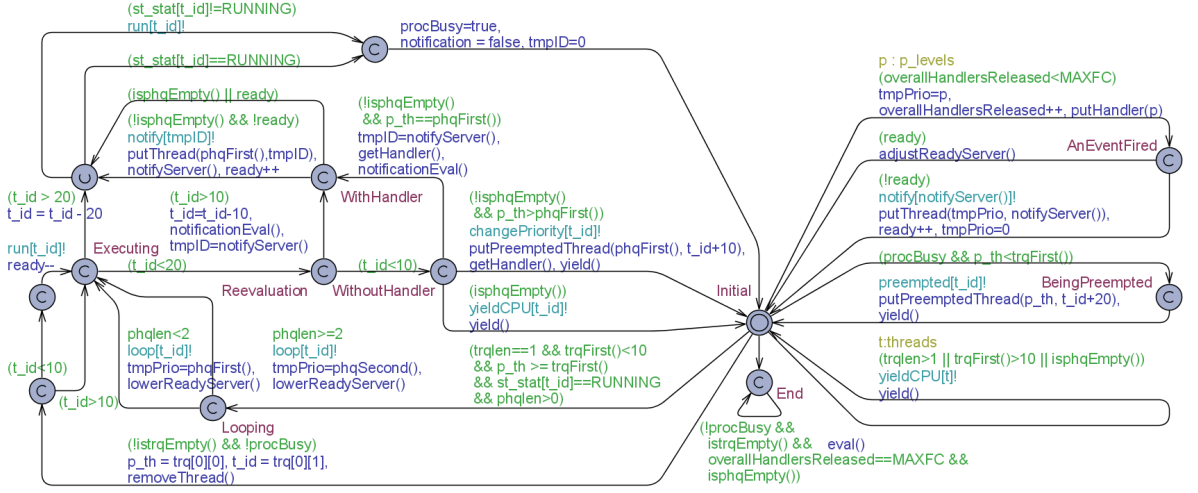 (st_stat[t_id]!=RUNNING)
run[t_id]!
procBusy=true,
notification = false, tmpID=0
(st_stat[t_id]==RUNNING)
(isphqEmpty() || ready)
(!isphqEmpty() && !ready)
notify[tmpID]!
putThread(phqFirst(),tmpID),
notifyServer(), ready++
(!isphqEmpty()
&& p_th==phqFirst())
tmpID=notifyServer(),
getHandler(),
notificationEval()
p : p_levels
(overallHandlersReleased<MAXFC)
tmpPrio=p,
overallHandlersReleased++, putHandler(p)
(ready)
adjustReadyServer()
AnEventFired
(!ready)
notify[notifyServer()]!
putThread(tmpPrio, notifyServer()),
ready++, tmpPrio=0
(t_id > 20)
t_id = t_id - 20
(t_id>10)
t_id=t_id-10,
notificationEval(),
tmpID=notifyServer()
WithHandler
(!isphqEmpty()
&& p_th>phqFirst())
changePriority[t_id]!
putPreemptedThread(phqFirst(), t_id+10),
getHandler(), yield()
run[t_id]!
ready--
Executing
(t_id<20)
Reevaluation
(t_id<10)
WithoutHandler
Initial
(procBusy && p_th<trqFirst())
preempted[t_id]!
putPreemptedThread(p_th, t_id+20),
yield()
BeingPreempted
(isphqEmpty())
yieldCPU[t_id]!
yield()
phqlen<2
loop[t_id]!
tmpPrio=phqFirst(),
lowerReadyServer()
phqlen>=2
loop[t_id]!
tmpPrio=phqSecond(),
lowerReadyServer()
(trqlen==1 && trqFirst()<10
&& p_th >= trqFirst()
&& st_stat[t_id]==RUNNING
&& phqlen>0)
t:threads
(trqlen>1 || trqFirst()>10 || isphqEmpty())
yieldCPU[t]!
yield()
(t_id<10)
(t_id>10)
Looping
End
(!istrqEmpty() && !procBusy)
p_th = trq[0][0], t_id = trq[0][1],
removeThread()
(!procBusy &&
istrqEmpty() &&
eval()
overallHandlersReleased==MAXFC &&
isphqEmpty())